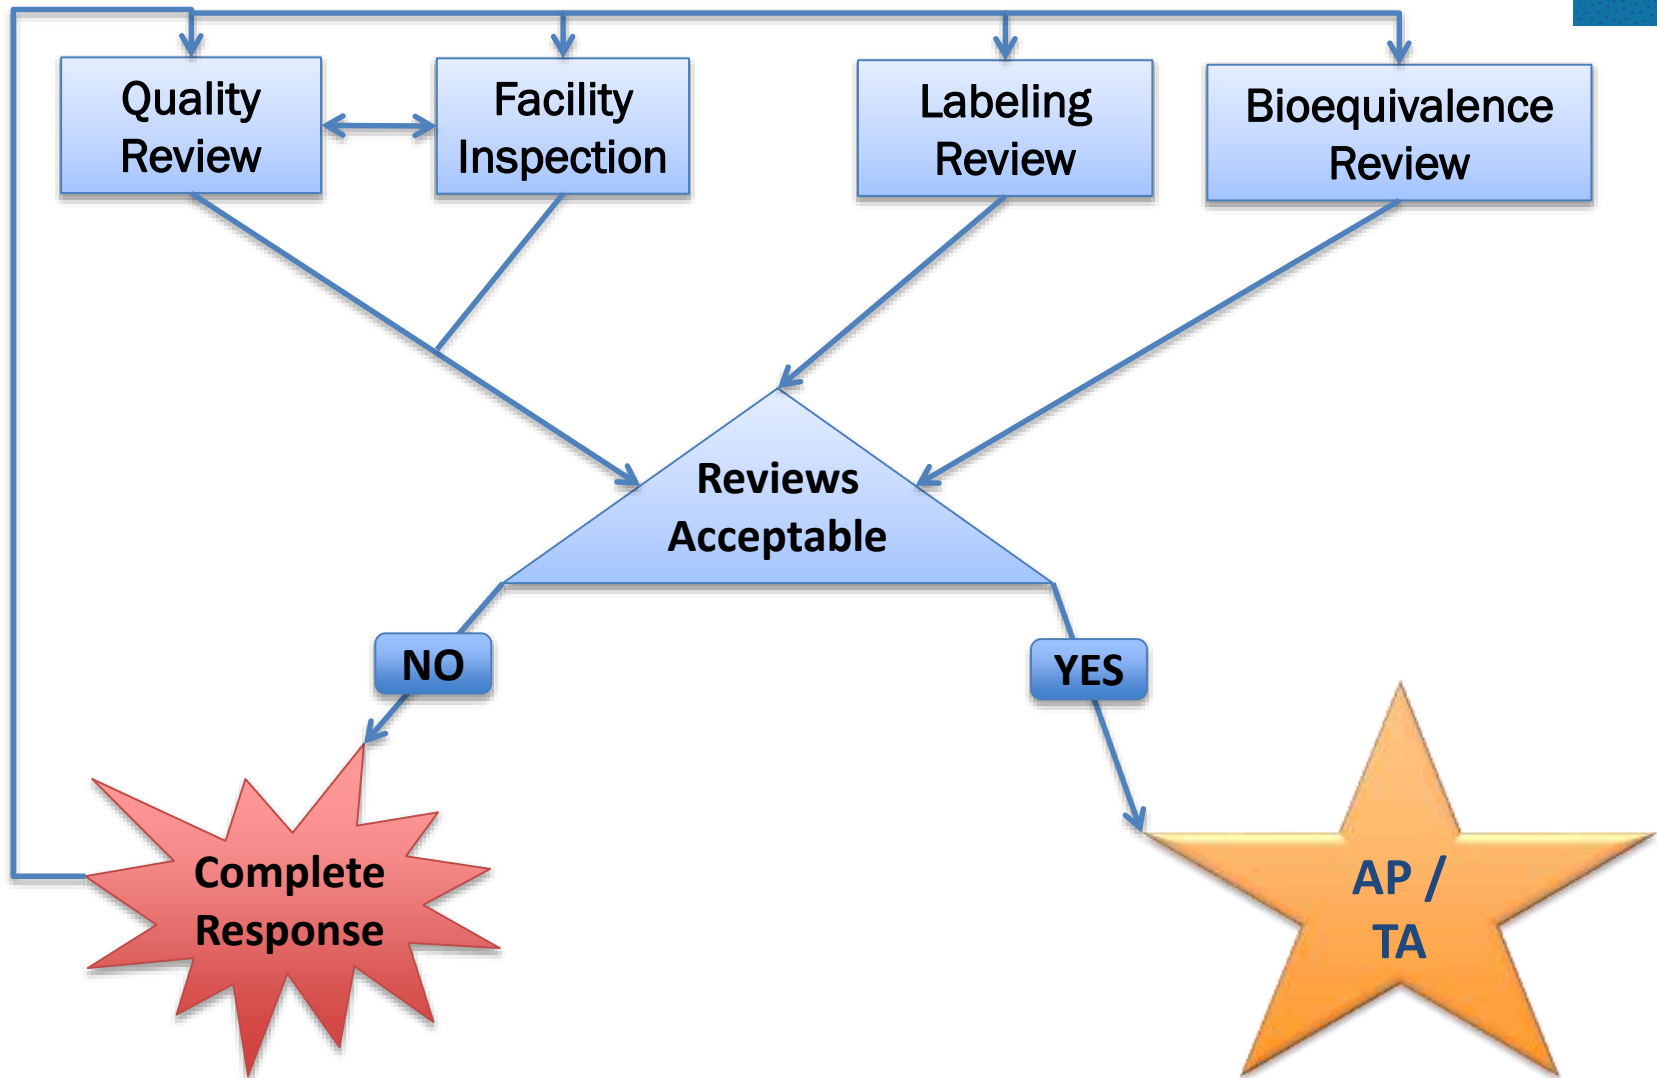 Quality
Review
Facility
Inspection
Labeling
Review
Bioequivalence
Review
Reviews
Acceptable
NO
YES
Complete
Response
AP /
TA